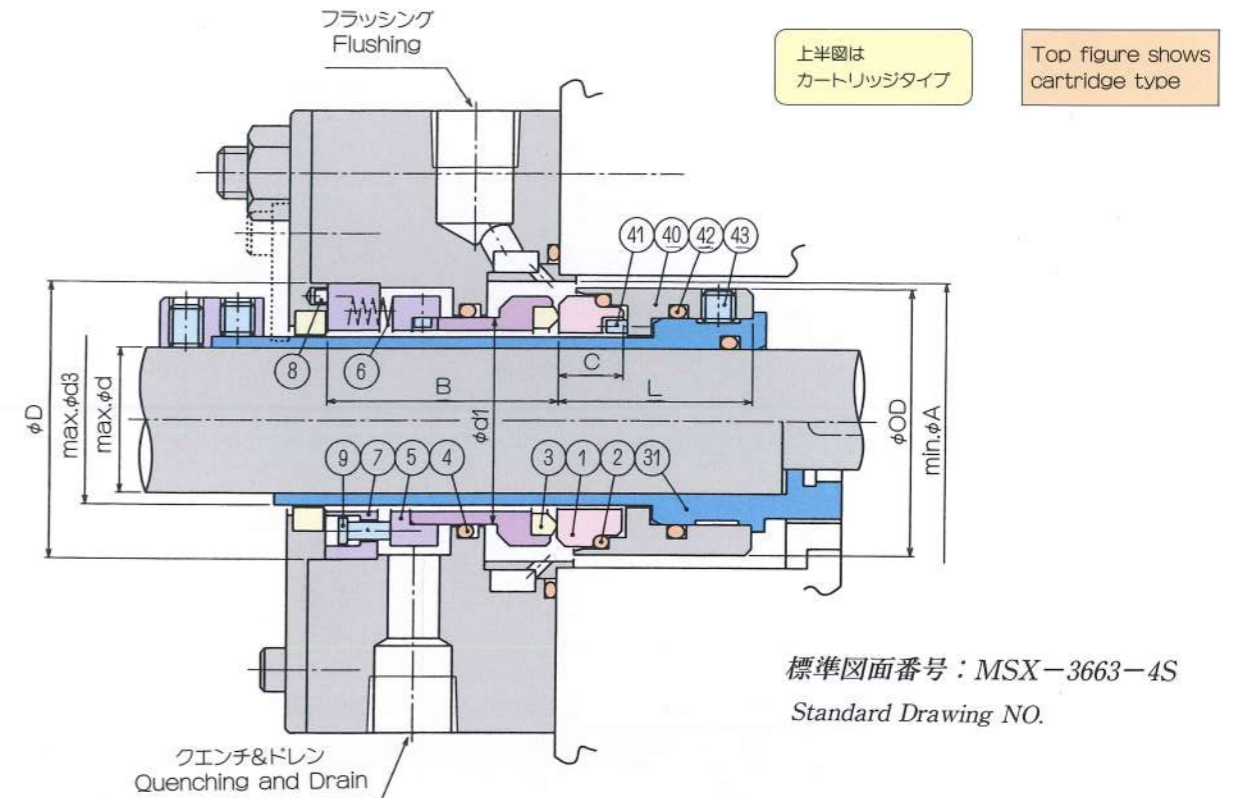 フラッシング
Flushing
上半図は
カートリッジタイプ
Top figure shows
cartridge type
41 40 42 43
8 6
B
C
L
φD
max.φd3
max.φd
φd1
φOD
min.φA
9 7 5 4 3 1 2 31
標準図面番号：MSX－3663－4S
Standard Drawing NO.
クエンチ&ドレン
Quenching and Drain